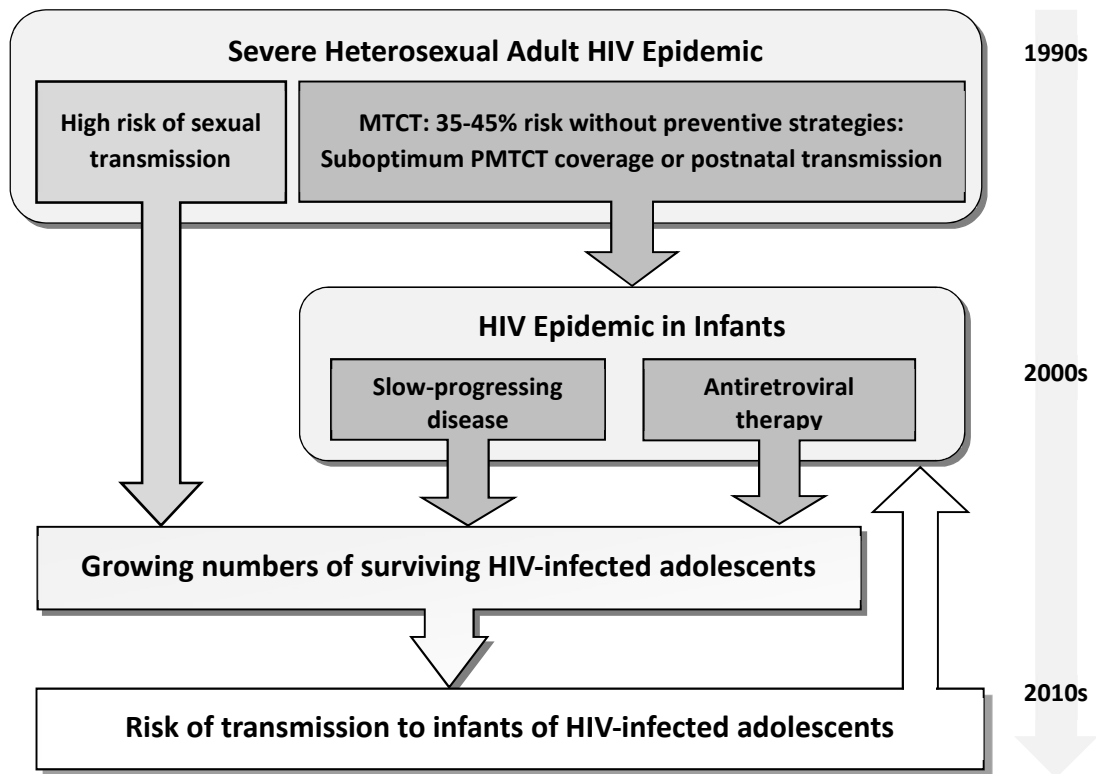 Severe Heterosexual Adult HIV Epidemic
1990s
High risk of sexual
transmission
MTCT: 35-45% risk without preventive strategies:
Suboptimum PMTCT coverage or postnatal transmission
HIV Epidemic in Infants
2000s
Slow-progressing
disease
Antiretroviral
therapy
Growing numbers of surviving HIV-infected adolescents
2010s
Risk of transmission to infants of HIV-infected adolescents